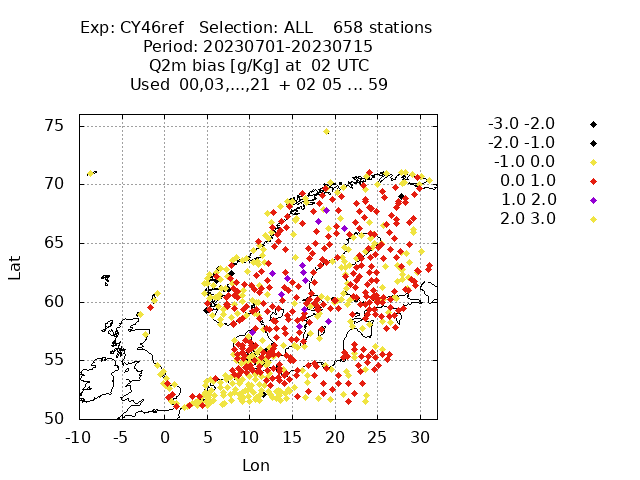 Exp: CY46ref   Selection: ALL    658 stations
Period: 20230701-20230715
Q2m bias [g/Kg] at  02 UTC
Used  00,03,...,21  + 02 05 ... 59
-3.0 -2.0
-2.0 -1.0
-1.0 0.0
0.0 1.0
1.0 2.0
2.0 3.0
75
70
65
60
55
50
Lat
-10 -5 0 5 10 15 20 25 30
Lon